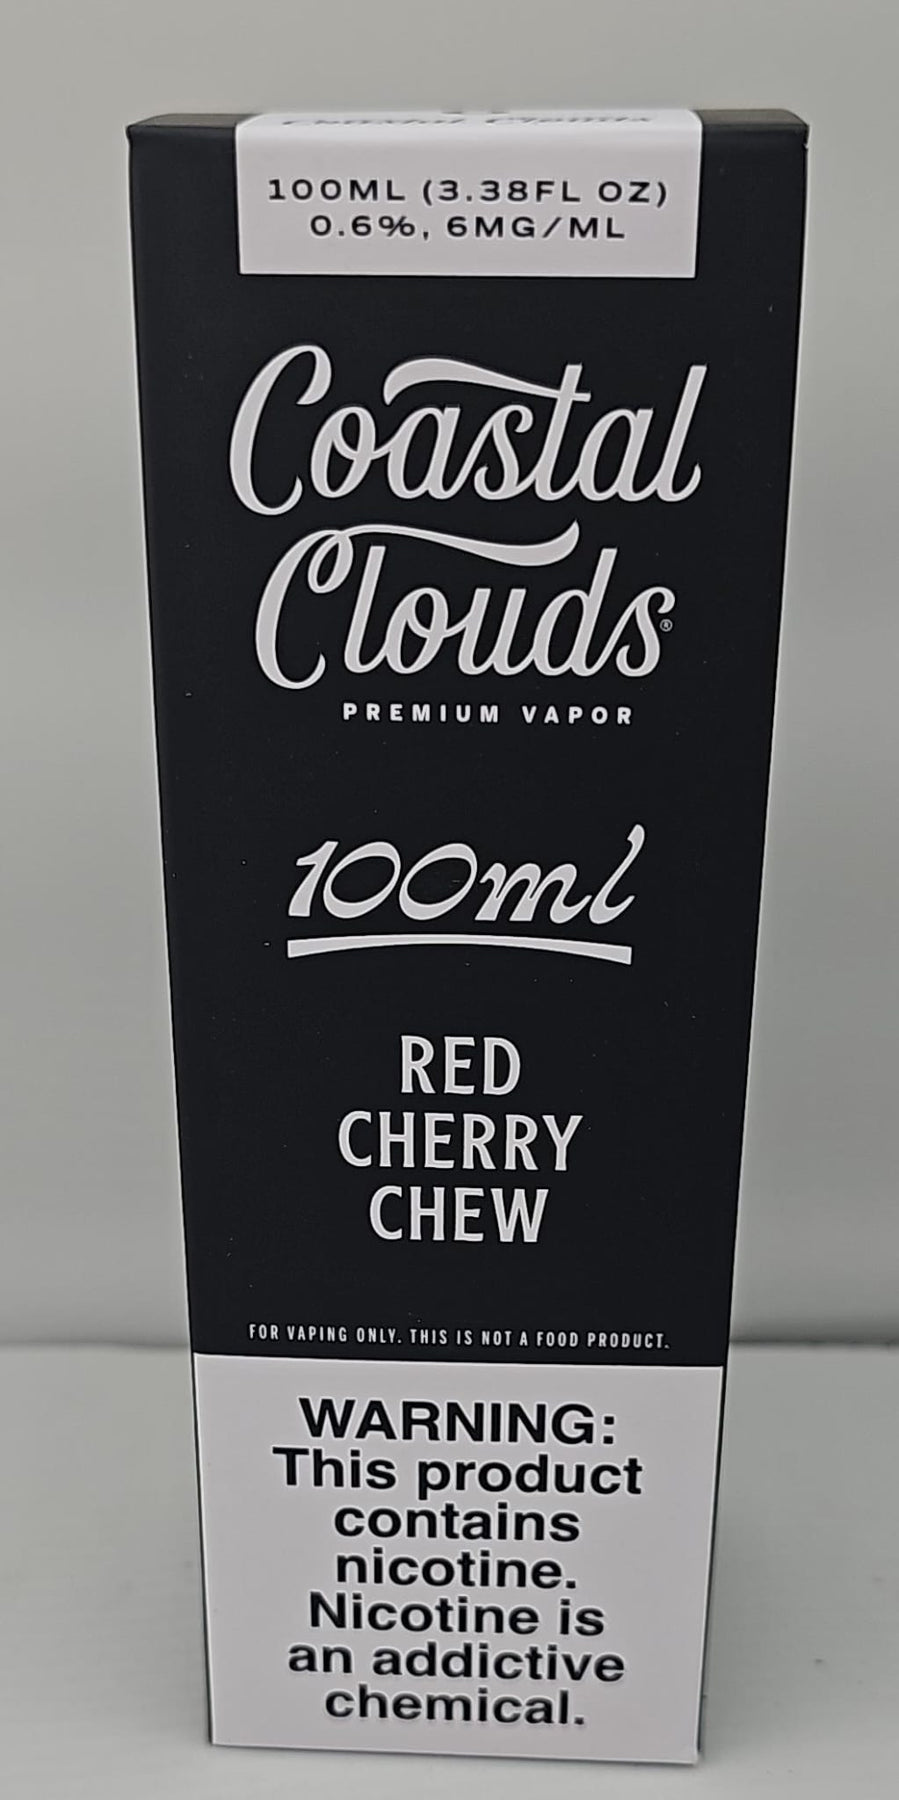 100ML (3.38FL OZ)
0.6%, 6MG/ML
Coastal
Clouds®
PREMIUM VAPOR
100ml
RED
CHERRY
CHEW
FOR VAPING ONLY. THIS IS NOT A FOOD PRODUCT.
WARNING:
This product
contains
nicotine.
Nicotine is
an addictive
chemical.